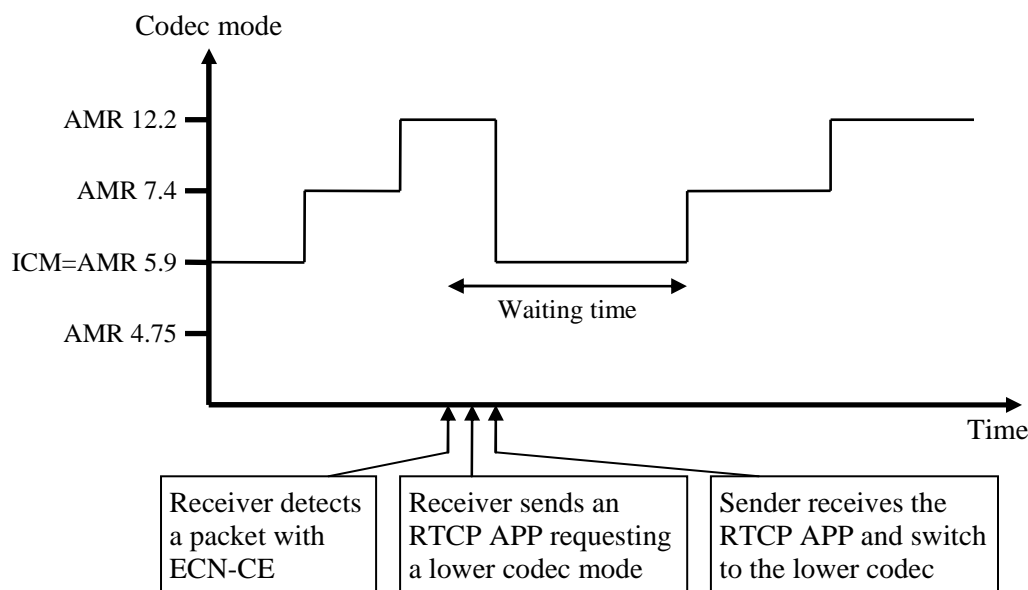 Codec mode
AMR 12.2
AMR 7.4
ICM=AMR 5.9
AMR 4.75
Waiting time
Time
Receiver detects
a packet with
ECN-CE
Receiver sends an
RTCP APP requesting
a lower codec mode
Sender receives the
RTCP APP and switch
to the lower codec